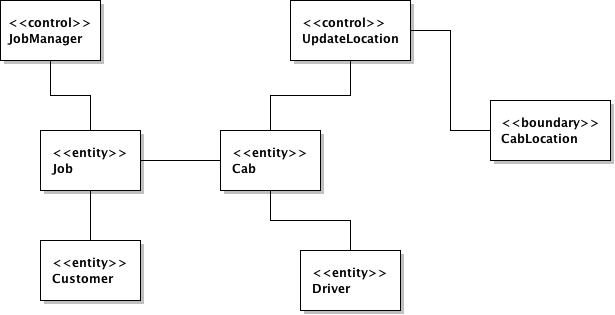 <<control>>
JobManager
<<control>>
UpdateLocation
<<boundary>>
CabLocation
<<entity>>
Job
<<entity>>
Cab
<<entity>>
Customer
<<entity>>
Driver